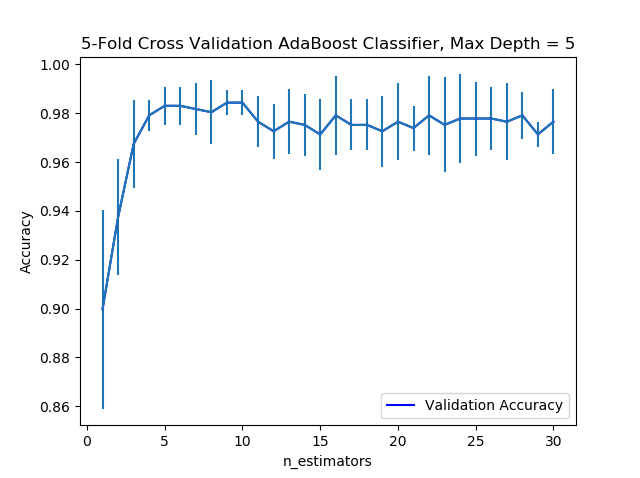 5-Fold Cross Validation AdaBoost Classifier, Max Depth = 5
1.00
0.98
0.96
0.94
0.92
0.90
0.88
0.86
Accuracy
0 5 10 15 20 25 30
n_estimators
Validation Accuracy